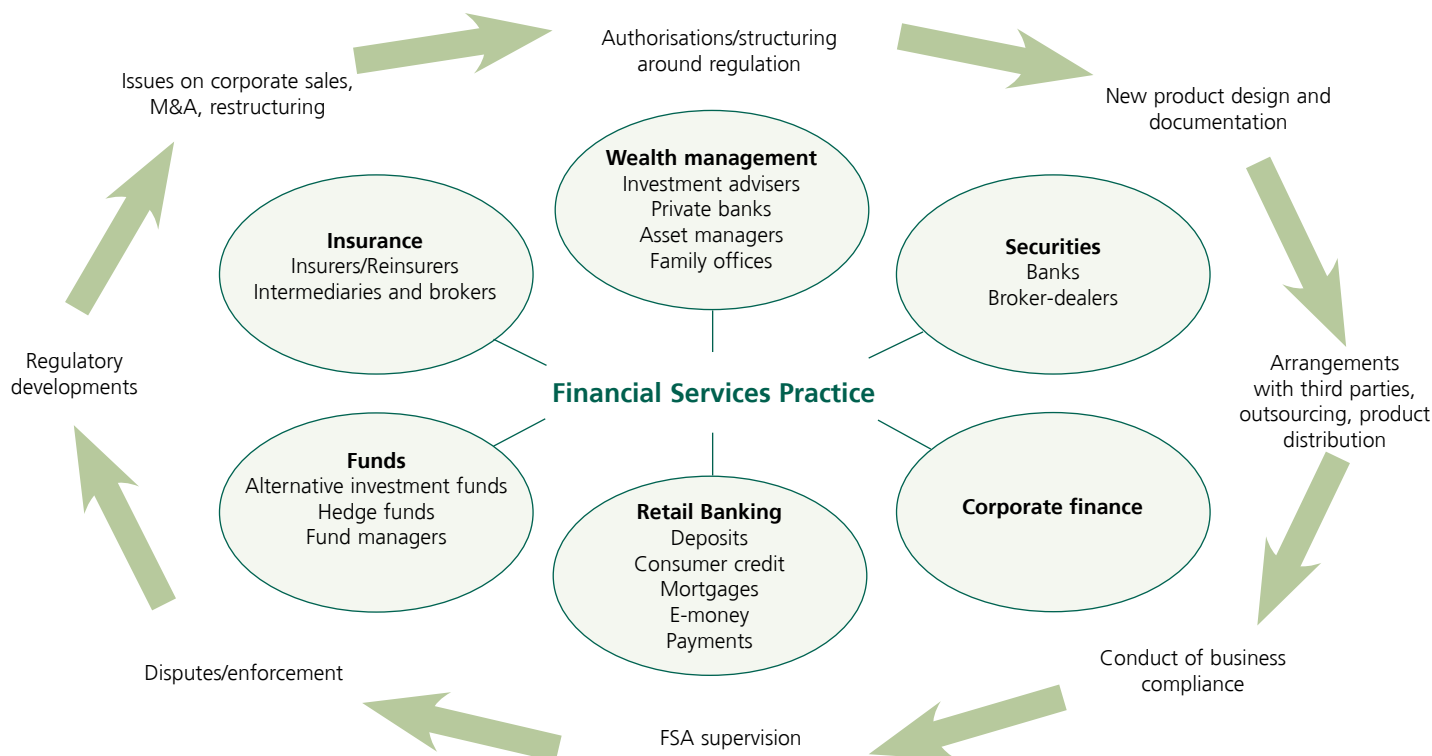 Authorisations/structuring
around regulation
Issues on corporate sales,
M&A, restructuring
New product design and
documentation
Wealth management
Investment advisers
Private banks
Asset managers
Family offices
Insurance
Insurers/Reinsurers
Intermediaries and brokers
Securities
Banks
Broker-dealers
Regulatory
developments
Financial Services Practice
Arrangements
with third parties,
outsourcing, product
distribution
Funds
Alternative investment funds
Hedge funds
Fund managers
Retail Banking
Deposits
Consumer credit
Mortgages
E-money
Payments
Corporate finance
Disputes/enforcement
Conduct of business
compliance
FSA supervision